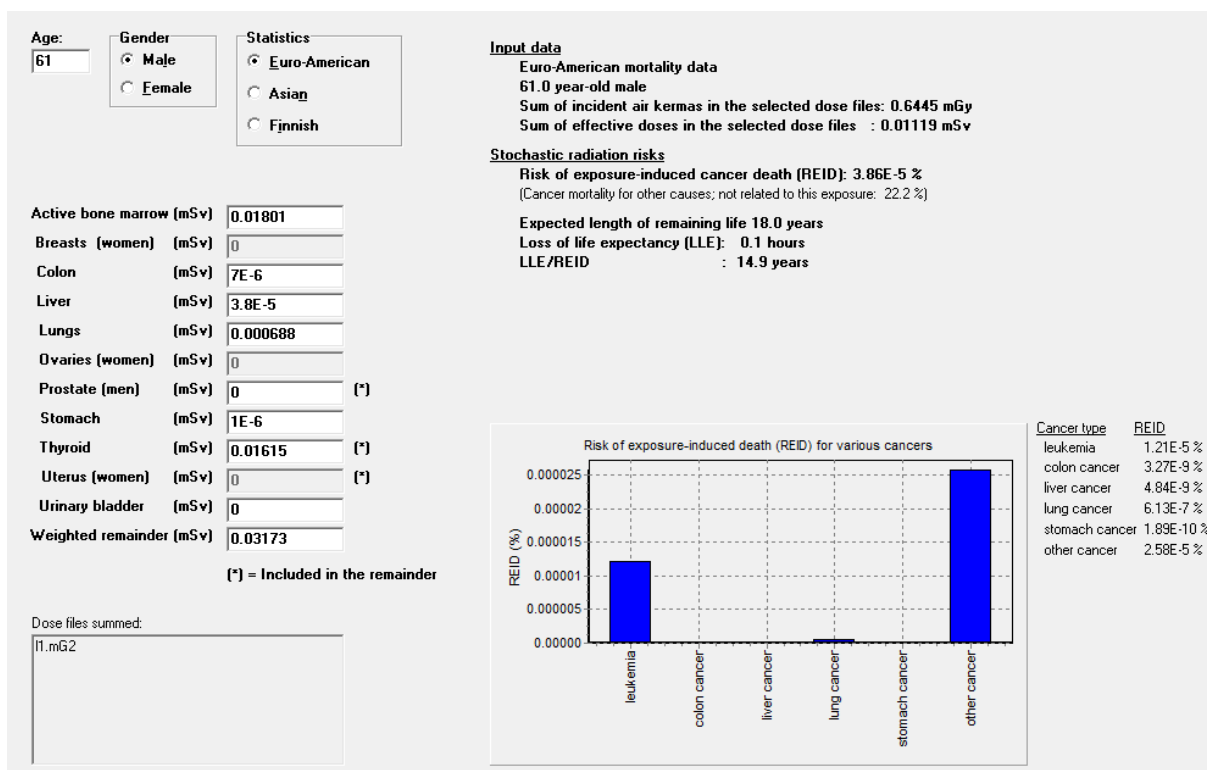 Age:
61
Gender
Male
Female
Statistics
Euro-American
Asian
Finnish
Input data
Euro-American mortality data
61.0 year-old male
Sum of incident air kermas in the selected dose files: 0.6445 mGy
Sum of effective doses in the selected dose files : 0.01119 mSv
Stochastic radiation risks
Risk of exposure-induced cancer death (REID): 3.86E-5 %
(Cancer mortality for other causes; not related to this exposure: 22.2 %)
Expected length of remaining life 18.0 years
Loss of life expectancy (LLE): 0.1 hours
LLE/REID : 14.9 years
Active bone marrow (mSv) 0.01801
Breasts (women) (mSv) 0
Colon (mSv) 7E-6
Liver (mSv) 3.8E-5
Lungs (mSv) 0.000688
Ovaries (women) (mSv) 0
Prostate (men) (mSv) 0 (*)
Stomach (mSv) 1E-6
Thyroid (mSv) 0.01615 (*)
Uterus (women) (mSv) 0 (*)
Urinary bladder (mSv) 0
Weighted remainder (mSv) 0.03173
(*) = Included in the remainder
Dose files summed:
l1.mG2
Risk of exposure-induced death (REID) for various cancers
REID (%)
0.000025
0.00002
0.000015
0.00001
0.000005
0.00000
leukemia
colon cancer
liver cancer
lung cancer
stomach cancer
other cancer
Cancer type REID
leukemia 1.21E-5 %
colon cancer 3.27E-9 %
liver cancer 4.84E-9 %
lung cancer 6.13E-7 %
stomach cancer 1.89E-10 %
other cancer 2.58E-5 %